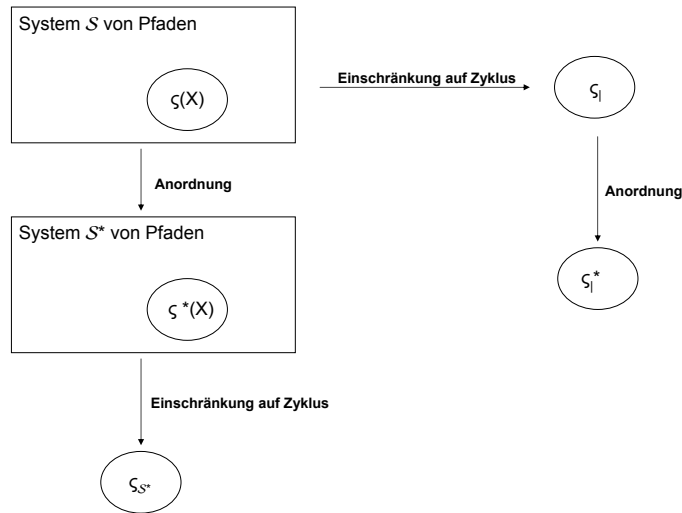 System 𝒮 von Pfaden
ς(X)
Einschränkung auf Zyklus
ς|
Anordnung
Anordnung
System 𝒮* von Pfaden
ς*(X)
ς|*
Einschränkung auf Zyklus
ς𝒮*